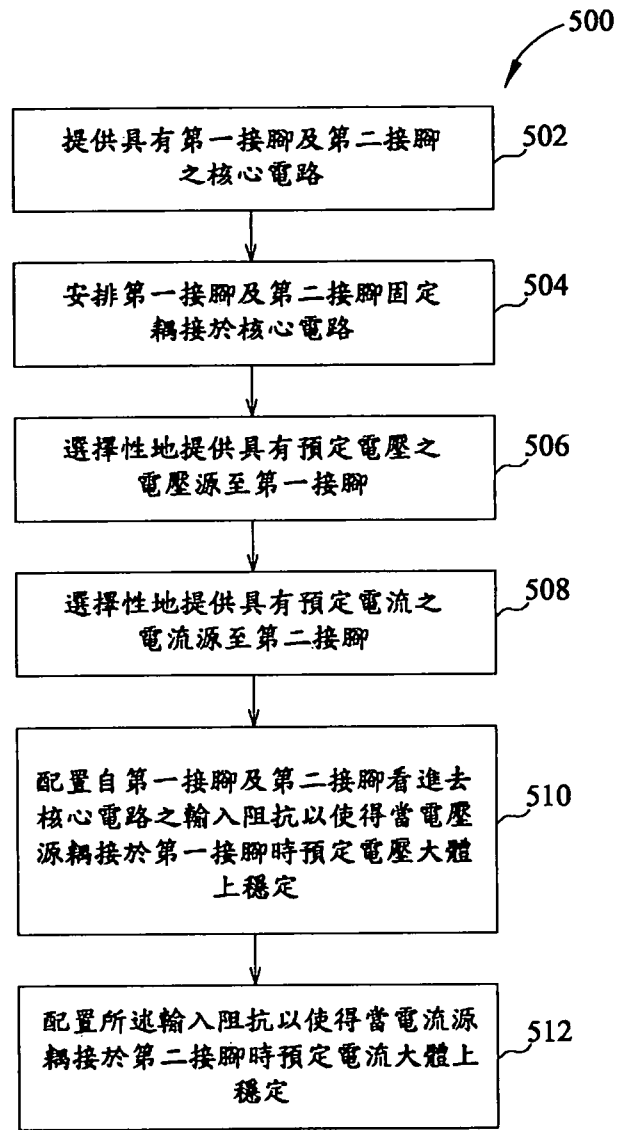 500
提供具有第一接腳及第二接腳
之核心電路
502
安排第一接腳及第二接腳固定
耦接於核心電路
504
選擇性地提供具有預定電壓之
電壓源至第一接腳
506
選擇性地提供具有預定電流之
電流源至第二接腳
508
配置自第一接腳及第二接腳看進去
核心電路之輸入阻抗以使得當電壓
源耦接於第一接腳時預定電壓大體
上穩定
510
配置所述輸入阻抗以使得當電流源
耦接於第二接腳時預定電流大體上
穩定
512